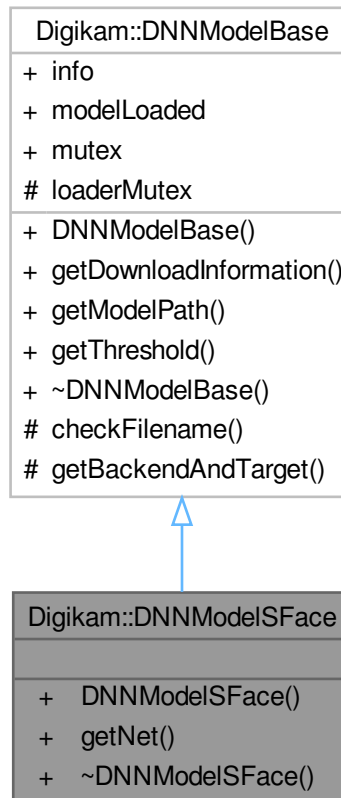 Digikam::DNNModelBase
+ info
+ modelLoaded
+ mutex
# loaderMutex
+ DNNModelBase()
+ getDownloadInformation()
+ getModelPath()
+ getThreshold()
+ ~DNNModelBase()
# checkFilename()
# getBackendAndTarget()
Digikam::DNNModelSFace
+ DNNModelSFace()
+ getNet()
+ ~DNNModelSFace()